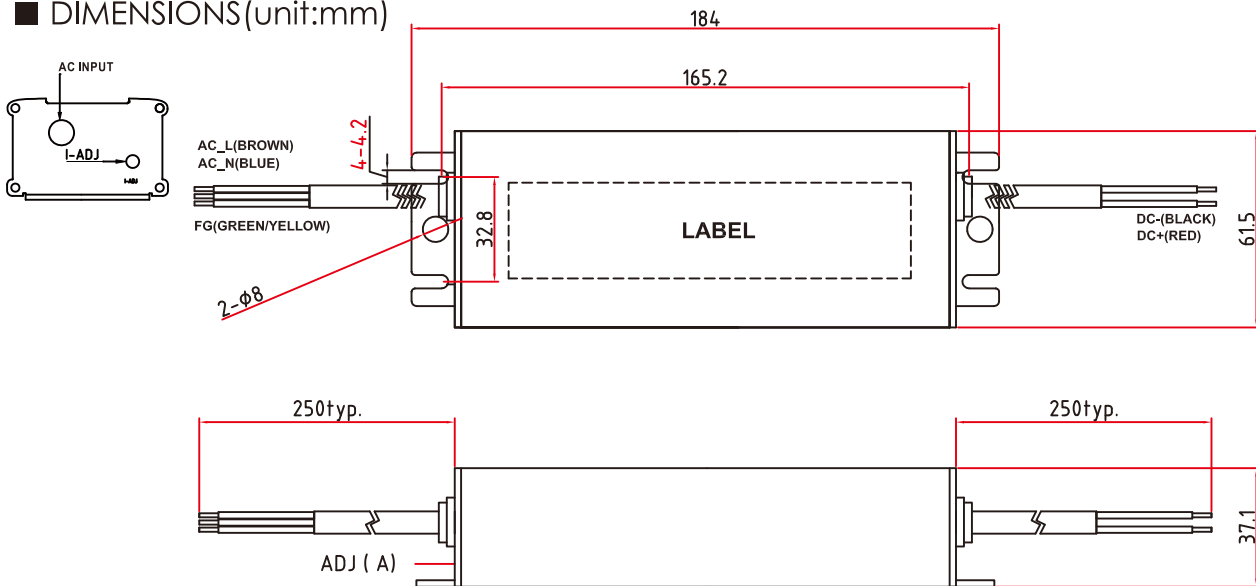 ■ DIMENSIONS(unit:mm)
184
165.2
AC INPUT
I-ADJ
I-ADJ
4-4.2
AC_L(BROWN)
AC_N(BLUE)
FG(GREEN/YELLOW)
32.8
LABEL
DC-(BLACK)
DC+(RED)
61.5
2-ϕ8
250typ.
250typ.
ADJ ( A)
37.1